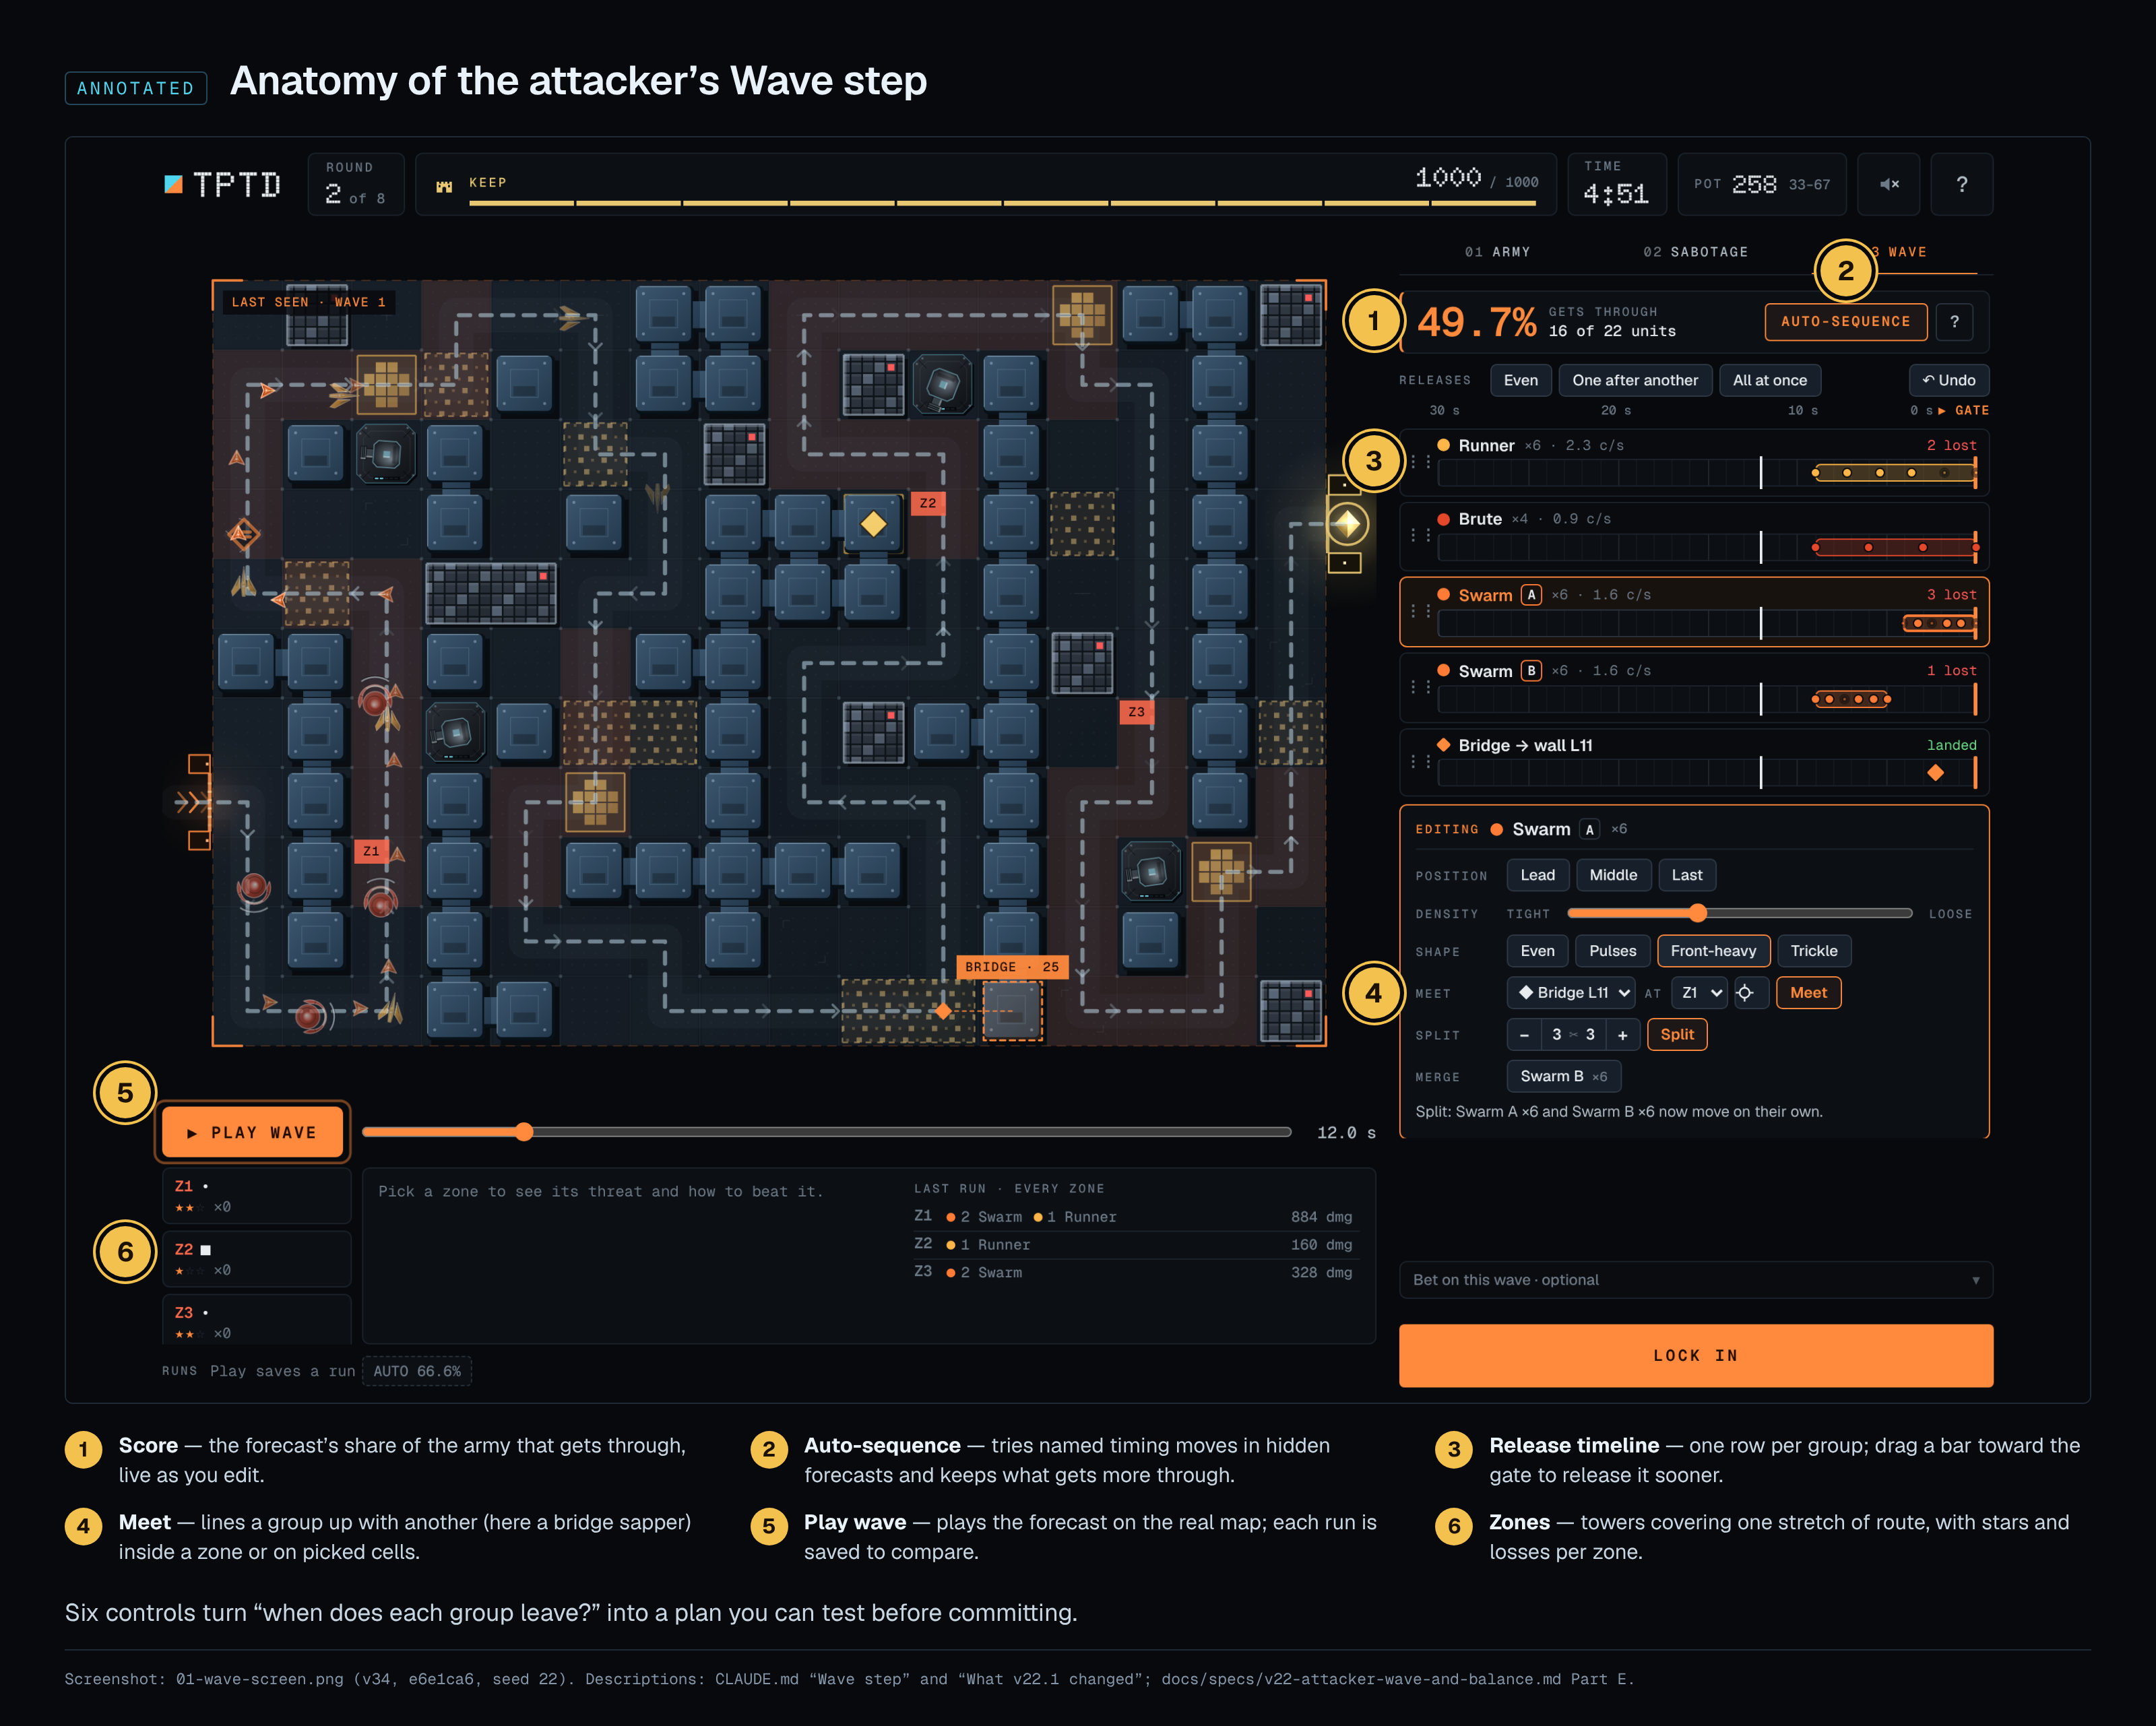 ANNOTATED
Anatomy of the attacker’s Wave step
TPTD
ROUND
2 of 8
KEEP
1000 / 1000
TIME
4:51
POT 258 33–67
?
01 ARMY
02 SABOTAGE
3 WAVE
2
LAST SEEN · WAVE 1
1
49.7%
GETS THROUGH
16 of 22 units
AUTO-SEQUENCE
?
RELEASES
Even
One after another
All at once
↶ Undo
30 s
20 s
10 s
0 s ▶ GATE
3
Runner ×6 · 2.3 c/s
2 lost
Brute ×4 · 0.9 c/s
Swarm A ×6 · 1.6 c/s
3 lost
Swarm B ×6 · 1.6 c/s
1 lost
Bridge → wall L11
landed
Z2
Z3
Z1
BRIDGE · 25
EDITING Swarm A ×6
POSITION
Lead
Middle
Last
DENSITY
TIGHT
LOOSE
SHAPE
Even
Pulses
Front-heavy
Trickle
4
MEET
◆ Bridge L11
AT
Z1
Meet
SPLIT
− 3 ✂ 3 +
Split
MERGE
Swarm B ×6
Split: Swarm A ×6 and Swarm B ×6 now move on their own.
5
▶ PLAY WAVE
12.0 s
6
Z1 •
★★☆ ×0
Z2 ■
★☆☆ ×0
Z3 •
★★☆ ×0
Pick a zone to see its threat and how to beat it.
LAST RUN · EVERY ZONE
Z1 2 Swarm 1 Runner 884 dmg
Z2 1 Runner 160 dmg
Z3 2 Swarm 328 dmg
RUNS Play saves a run
AUTO 66.6%
Bet on this wave · optional
LOCK IN
1 Score — the forecast’s share of the army that gets through,
live as you edit.
2 Auto-sequence — tries named timing moves in hidden
forecasts and keeps what gets more through.
3 Release timeline — one row per group; drag a bar toward the
gate to release it sooner.
4 Meet — lines a group up with another (here a bridge sapper)
inside a zone or on picked cells.
5 Play wave — plays the forecast on the real map; each run is
saved to compare.
6 Zones — towers covering one stretch of route, with stars and
losses per zone.
Six controls turn “when does each group leave?” into a plan you can test before committing.
Screenshot: 01-wave-screen.png (v34, e6e1ca6, seed 22). Descriptions: CLAUDE.md “Wave step” and “What v22.1 changed”; docs/specs/v22-attacker-wave-and-balance.md Part E.